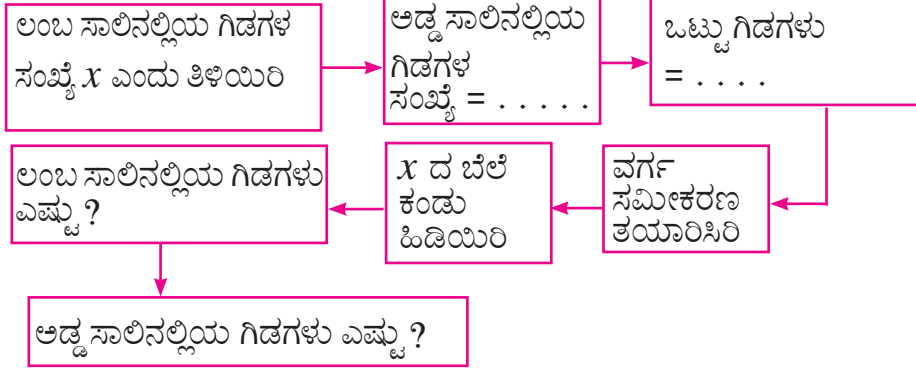 ಲಂಬ ಸಾಲಿನಲ್ಲಿಯ ಗಿಡಗಳ
ಸಂಖ್ಯೆ x ಎಂದು ತಿಳಿಯಿರಿ
ಅಡ್ಡ ಸಾಲಿನಲ್ಲಿಯ
ಗಿಡಗಳ
ಸಂಖ್ಯೆ = . . . . .
ಒಟ್ಟು ಗಿಡಗಳು
= . . . .
ವರ್ಗ
ಸಮೀಕರಣ
ತಯಾರಿಸಿರಿ
x ದ ಬೆಲೆ
ಕಂಡು
ಹಿಡಿಯಿರಿ
ಲಂಬ ಸಾಲಿನಲ್ಲಿಯ ಗಿಡಗಳು
ಎಷ್ಟು ?
ಅಡ್ಡ ಸಾಲಿನಲ್ಲಿಯ ಗಿಡಗಳು ಎಷ್ಟು ?